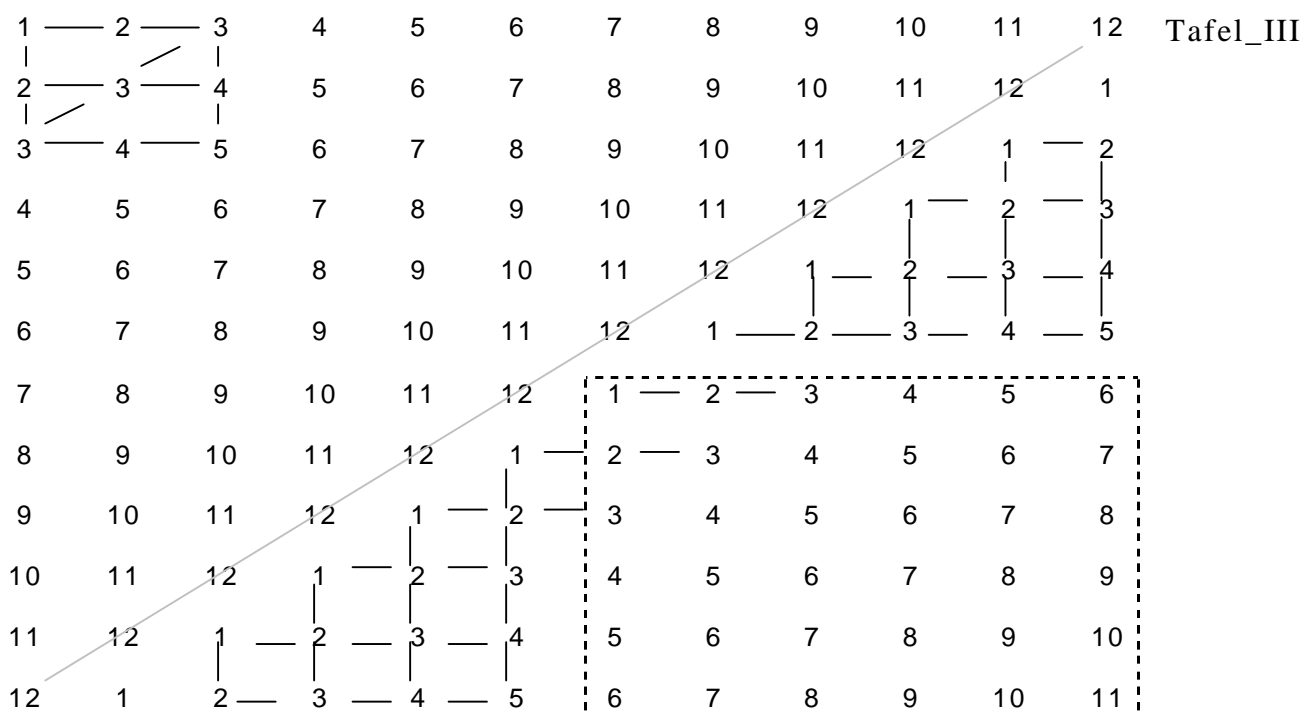 1 2 3 4 5 6 7 8 9 10 11 12 Tafel_III
2 3 4 5 6 7 8 9 10 11 12 1
3 4 5 6 7 8 9 10 11 12 1 2
4 5 6 7 8 9 10 11 12 1 2 3
5 6 7 8 9 10 11 12 1 2 3 4
6 7 8 9 10 11 12 1 2 3 4 5
7 8 9 10 11 12 1 2 3 4 5 6
8 9 10 11 12 1 2 3 4 5 6 7
9 10 11 12 1 2 3 4 5 6 7 8
10 11 12 1 2 3 4 5 6 7 8 9
11 12 1 2 3 4 5 6 7 8 9 10
12 1 2 3 4 5 6 7 8 9 10 11